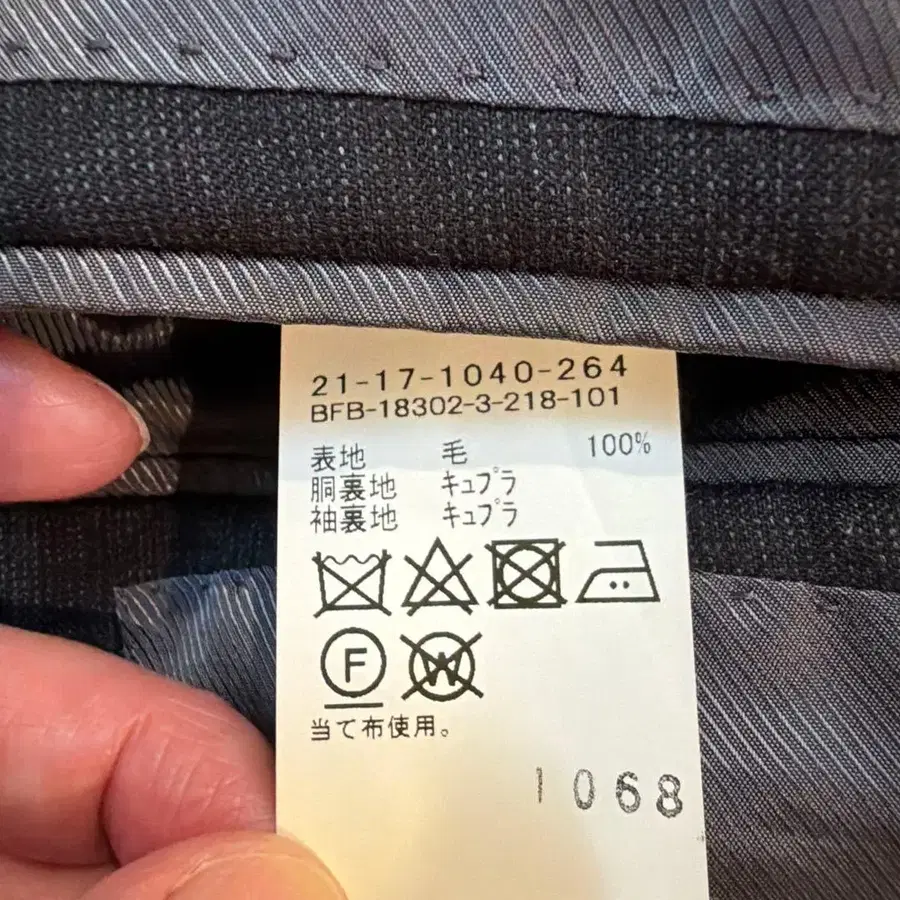 21-17-1040-264
BFB-18302-3-218-101
表地 毛 100%
胴裏地 キュプラ
袖裏地 キュプラ
F W
当て布使用。
1068